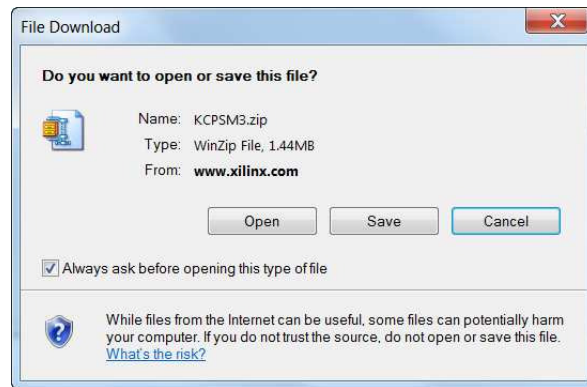 File Download
Do you want to open or save this file?
Name: KCPSM3.zip
Type: WinZip File, 1.44MB
From: www.xilinx.com
Open Save Cancel
Always ask before opening this type of file
While files from the Internet can be useful, some files can potentially harm
your computer. If you do not trust the source, do not open or save this file.
What's the risk?